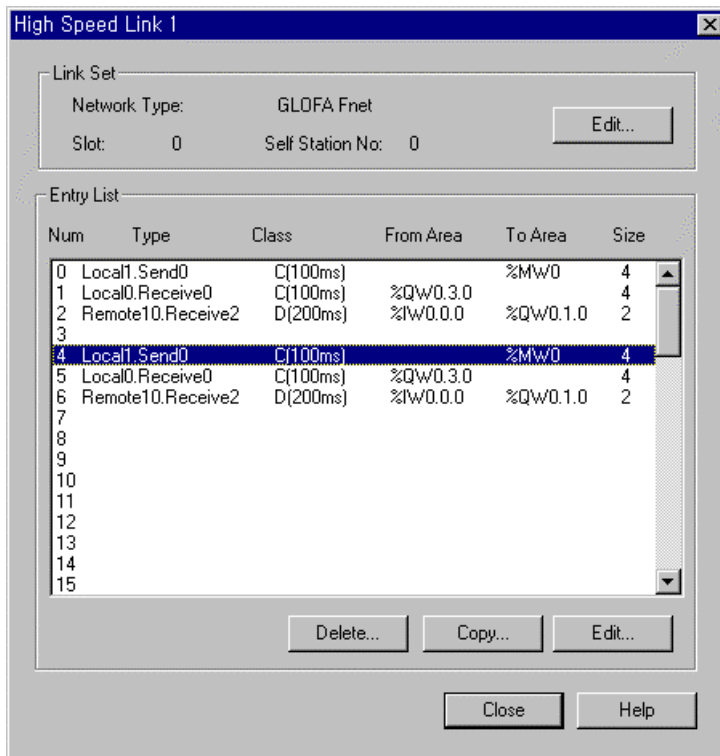 High Speed Link 1
Link Set
Network Type: GLOFA Fnet
Edit...
Slot: 0 Self Station No: 0
Entry List
Num Type Class From Area To Area Size
0 Local1.Send0 C(100ms) %MW0 4
1 Local0.Receive0 C(100ms) %QW0.3.0 4
2 Remote10.Receive2 D(200ms) %IW0.0.0 %QW0.1.0 2
3
4 Local1.Send0 C(100ms) %MW0 4
5 Local0.Receive0 C(100ms) %QW0.3.0 4
6 Remote10.Receive2 D(200ms) %IW0.0.0 %QW0.1.0 2
7
8
9
10
11
12
13
14
15
Delete... Copy... Edit...
Close Help